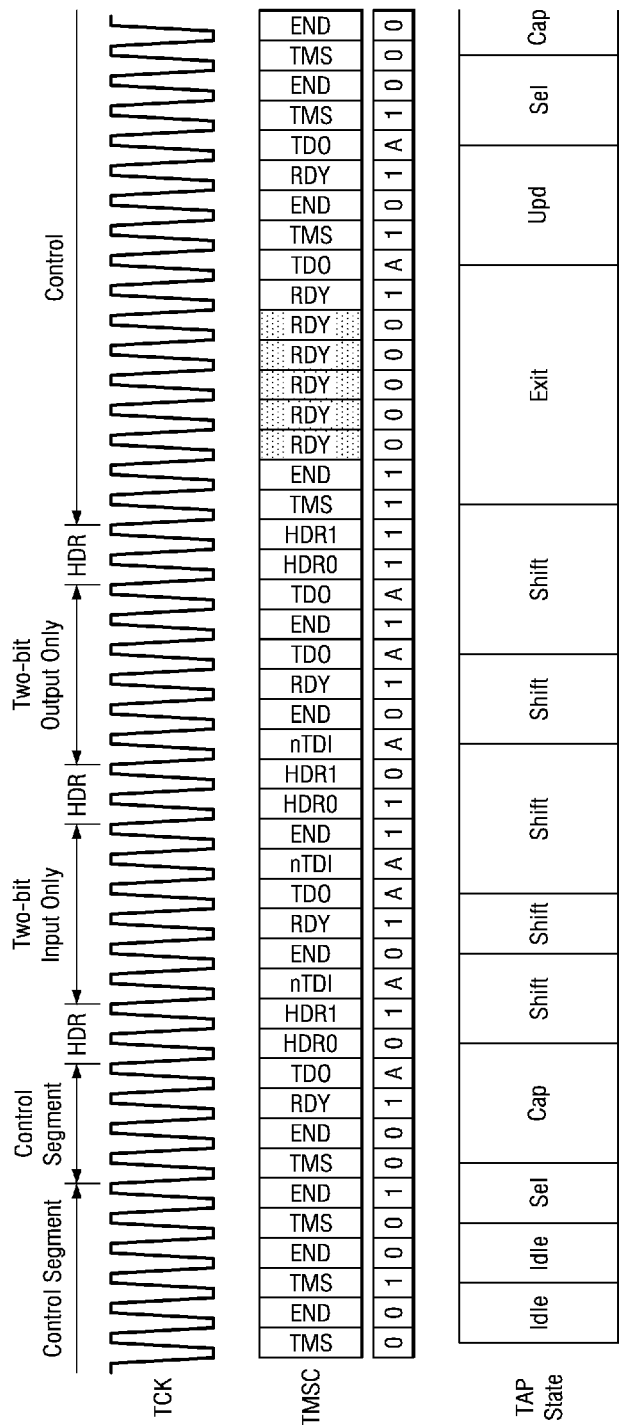 Control Segment
Control
Segment
HDR
Two-bit
Input Only
HDR
Two-bit
Output Only
HDR
Control
TCK
TMSC TMS END TMS END TMS END TMS END RDY TDO HDR0 HDR1 nTDI END RDY TDO nTDI END HDR0 HDR1 nTDI END RDY TDO END TDO HDR0 HDR1 TMS END RDY RDY RDY RDY RDY RDY TDO TMS END RDY TDO TMS END TMS END
0 0 1 0 0 1 0 0 1 A 0 1 A 0 1 A A 1 1 0 A 0 1 A 1 A 1 1 1 1 0 0 0 0 0 1 A 1 0 1 A 1 0 0 0
TAP
State
Idle Idle Sel Cap Shift Shift Shift Shift Shift Exit Upd Sel Cap